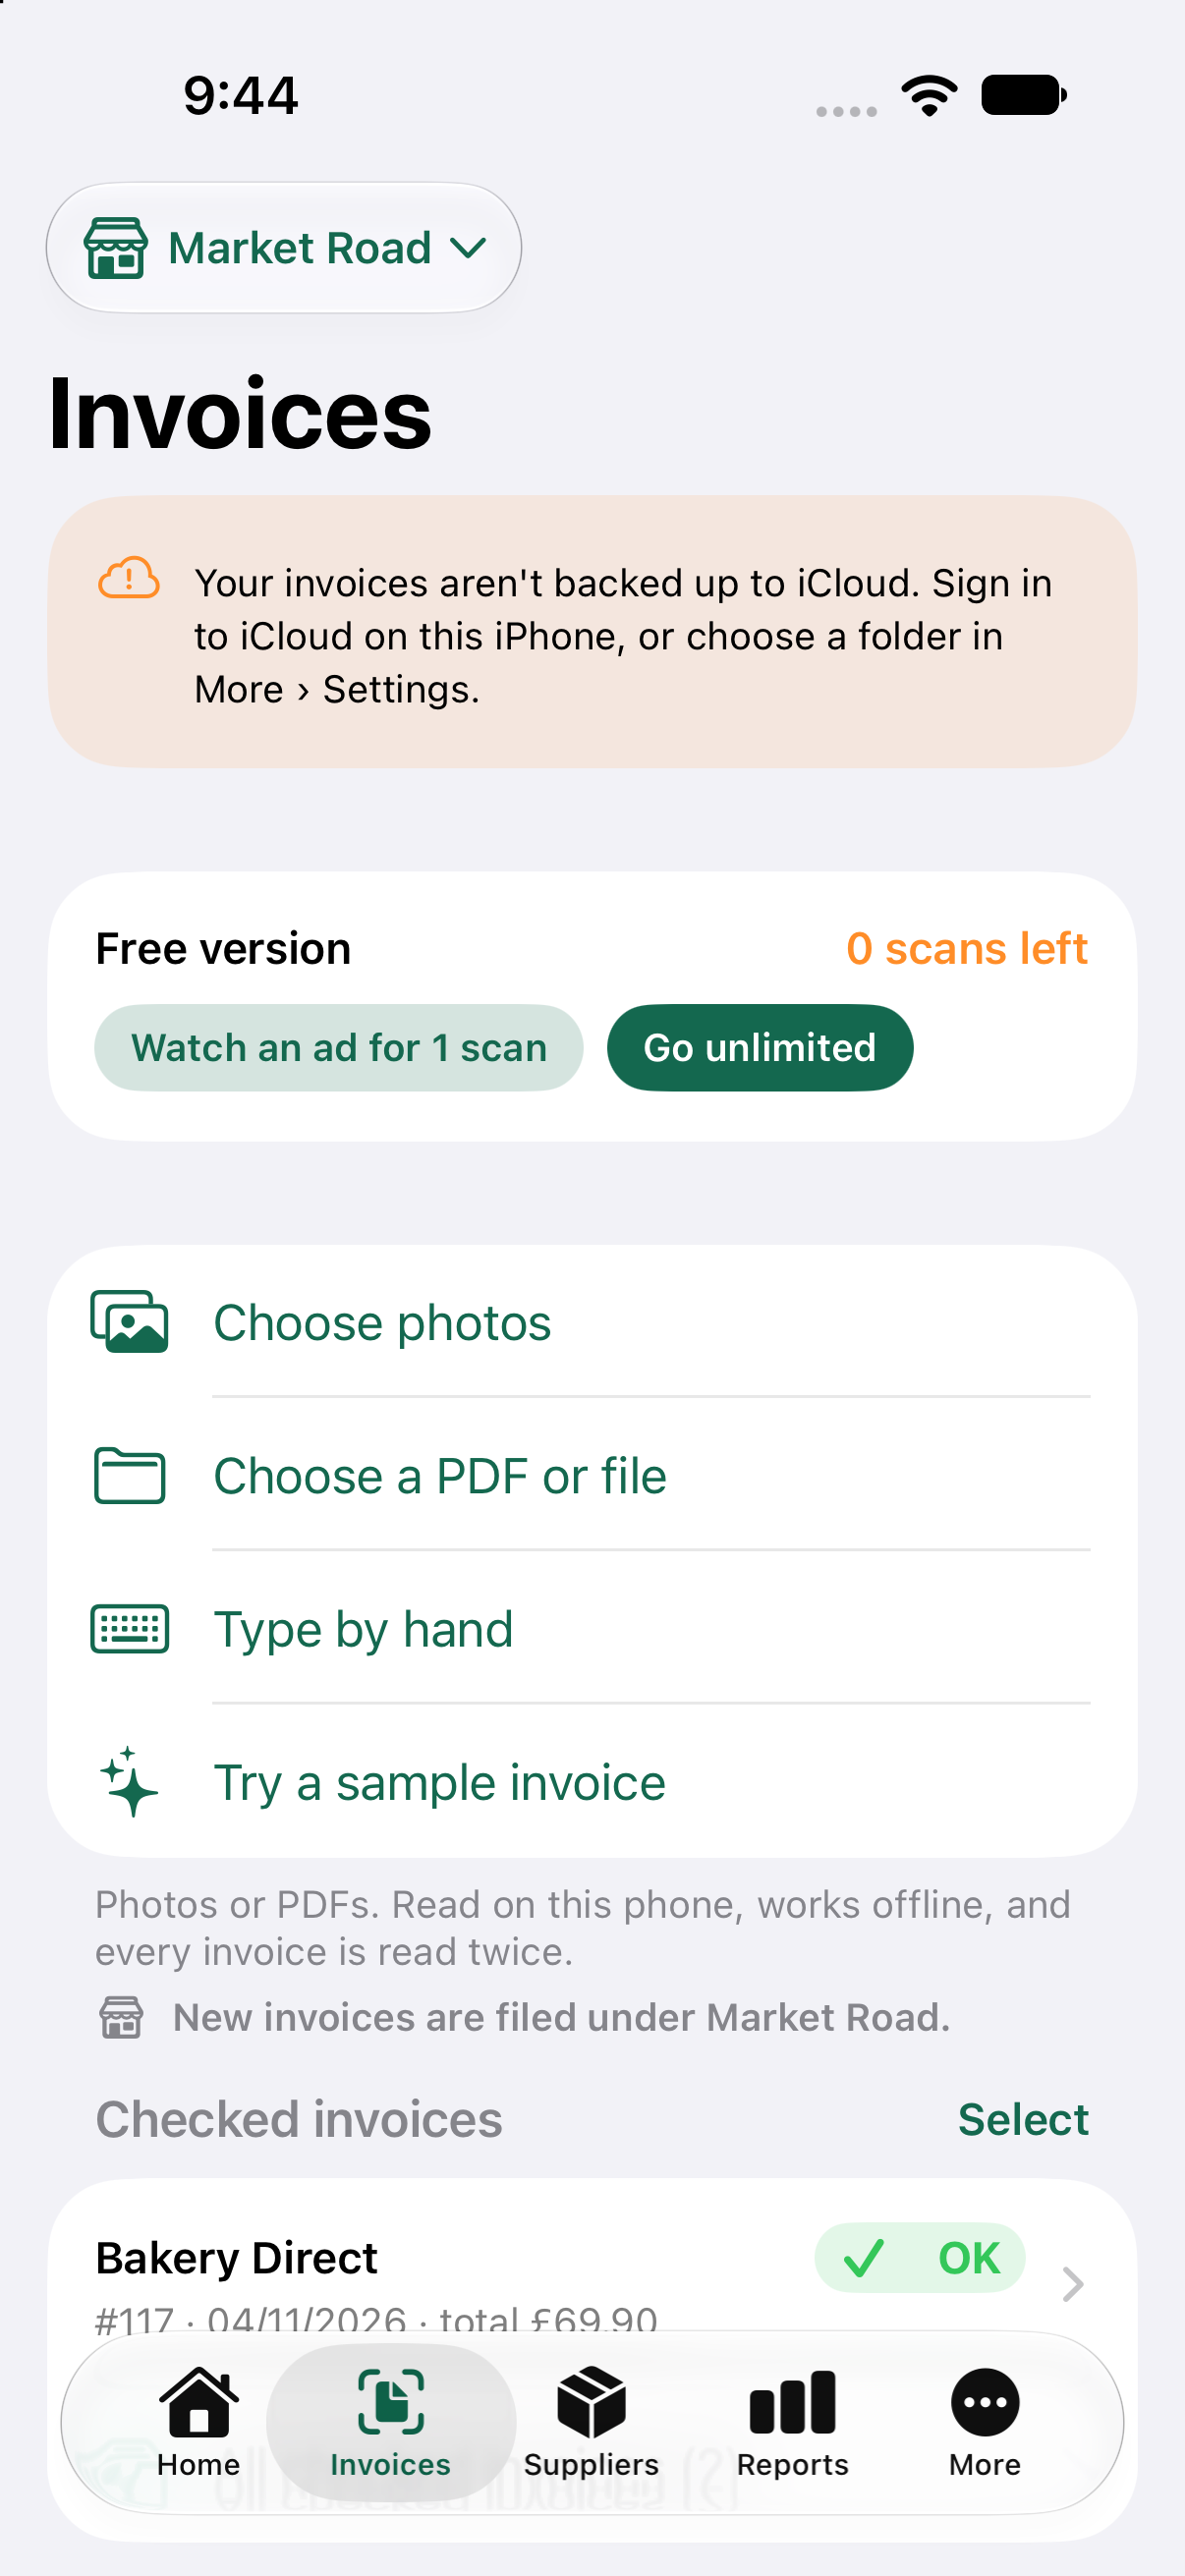 9:44
Market Road
Invoices
Your invoices aren't backed up to iCloud. Sign in
to iCloud on this iPhone, or choose a folder in
More › Settings.
Free version
0 scans left
Watch an ad for 1 scan
Go unlimited
Choose photos
Choose a PDF or file
Type by hand
Try a sample invoice
Photos or PDFs. Read on this phone, works offline, and
every invoice is read twice.
New invoices are filed under Market Road.
Checked invoices
Select
Bakery Direct
OK
#117 · 04/11/2026 · total £69.90
Home
Invoices
Suppliers
Reports
More